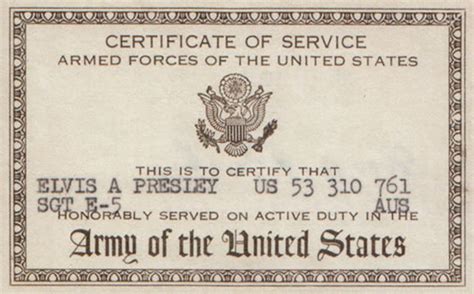 CERTIFICATE OF SERVICE
ARMED FORCES OF THE UNITED STATES
THIS IS TO CERTIFY THAT
ELVIS A PRESLEY US 53 310 761
SGT E-5 AUS
HONORABLY SERVED ON ACTIVE DUTY IN THE
Army of the United States